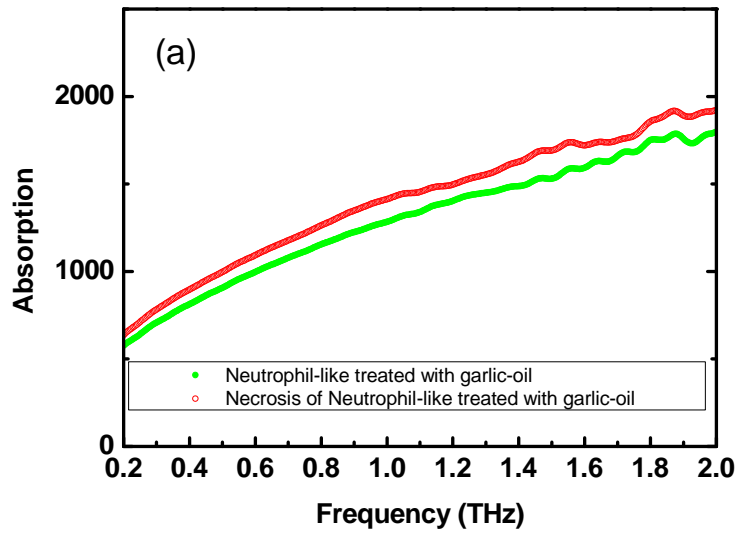 (a)
2000
1000
0
Absorption
Neutrophil-like treated with garlic-oil
Necrosis of Neutrophil-like treated with garlic-oil
0.2 0.4 0.6 0.8 1.0 1.2 1.4 1.6 1.8 2.0
Frequency (THz)